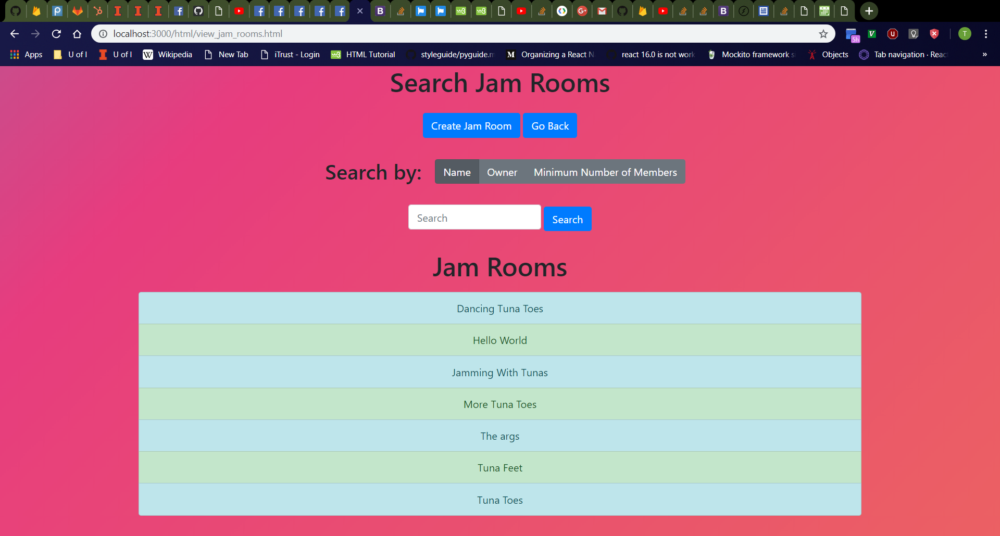 localhost:3000/html/view_jam_rooms.html
T
5h
Apps U of I U of I Wikipedia New Tab iTrust - Login HTML Tutorial styleguide/pyguide.m Organizing a React N react 16.0 is not work Mockito framework si Objects Tab navigation · Reac »
Search Jam Rooms
Create Jam Room Go Back
Search by: Name Owner Minimum Number of Members
Search Search
Jam Rooms
Dancing Tuna Toes
Hello World
Jamming With Tunas
More Tuna Toes
The args
Tuna Feet
Tuna Toes